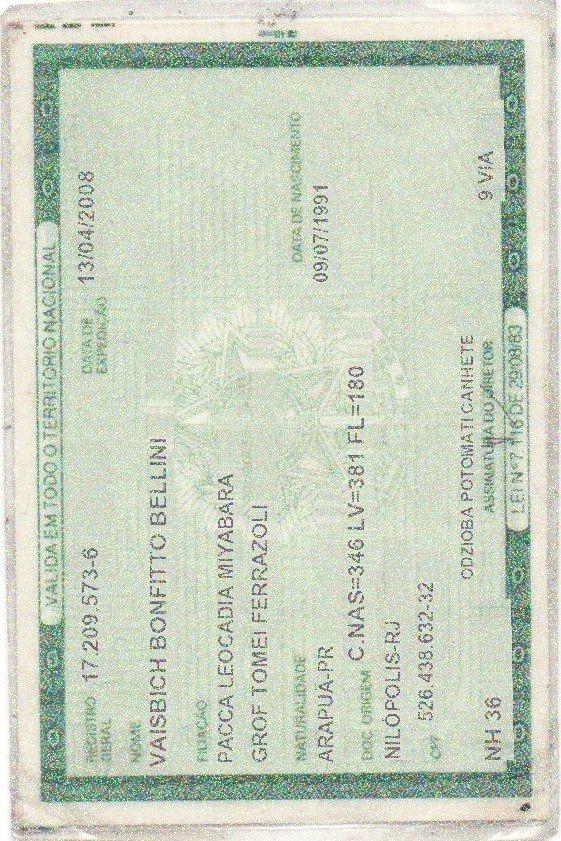 VALIDA EM TODO O TERRITORIO NACIONAL
REGISTRO GERAL 17.209.573-6 DATA DE EXPEDIÇÃO 13/04/2008
NOME
VAISBICH BONFITTO BELLINI
FILIAÇÃO
PACCA LEOCADIA MIYABARA
GROF TOMEI FERRAZOLI
NATURALIDADE DATA DE NASCIMENTO
ARAPUA-PR 09/07/1991
DOC ORIGEM C.NAS=346 LV=381 FL=180
NILÓPOLIS-RJ
CPF 526.438.632-32
ODZIOBA POTOMATI CANHETE
NH 36 ASSINATURA DO DIRETOR 9 VIA
LEI Nº 7.116 DE 29/08/83